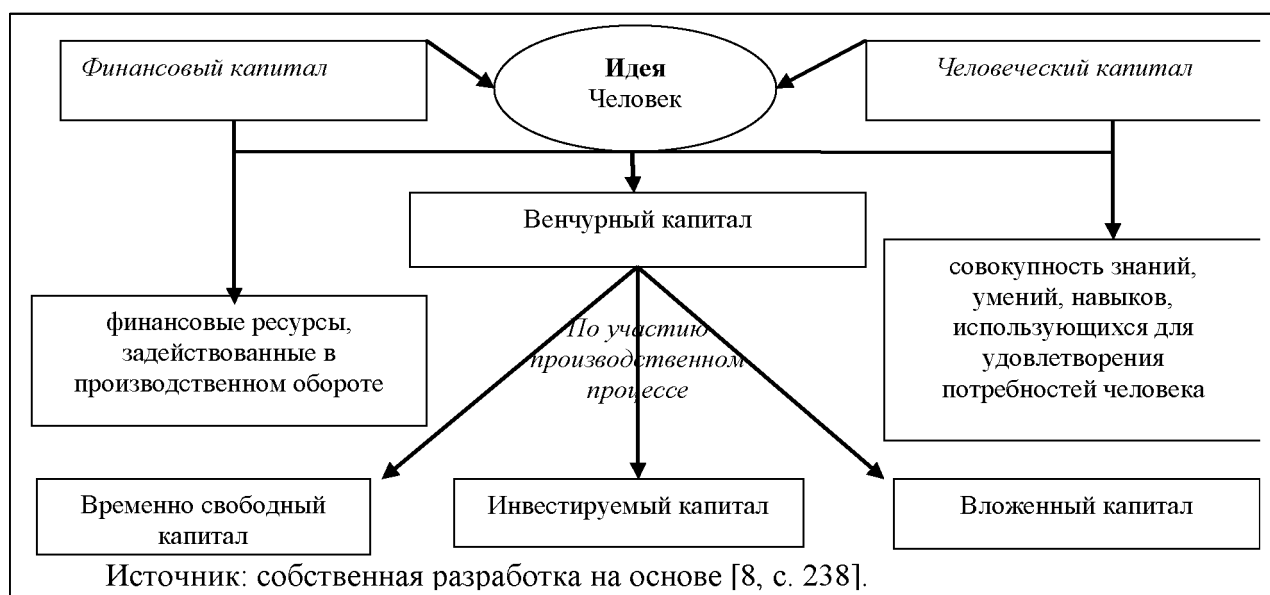 Финансовый капитал
Идея
Человек
Человеческий капитал
Венчурный капитал
финансовые ресурсы,
задействованные в
производственном обороте
совокупность знаний,
умений, навыков,
использующихся для
удовлетворения
потребностей человека
По участию
производственном
процессе
Временно свободный
капитал
Инвестируемый капитал
Вложенный капитал
Источник: собственная разработка на основе [8, с. 238].